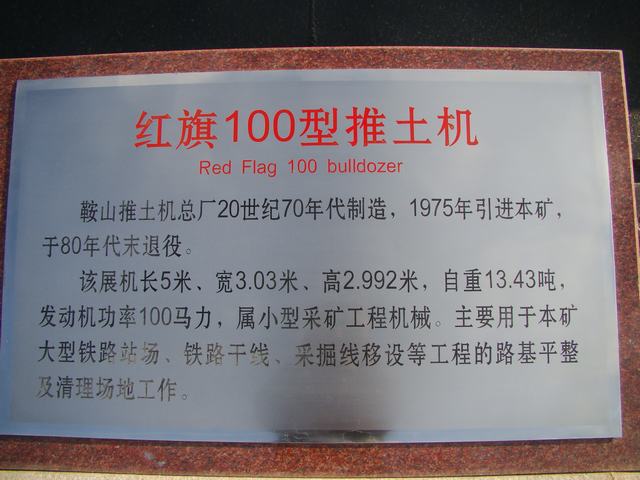 红旗100型推土机
Red Flag 100 bulldozer
鞍山推土机总厂20世纪70年代制造，1975年引进本矿，
于80年代末退役。
该展机长5米、宽3.03米、高2.992米，自重13.43吨，
发动机功率100马力，属小型采矿工程机械。主要用于本矿
大型铁路站场、铁路干线、采掘线移设等工程的路基平整
及清理场地工作。